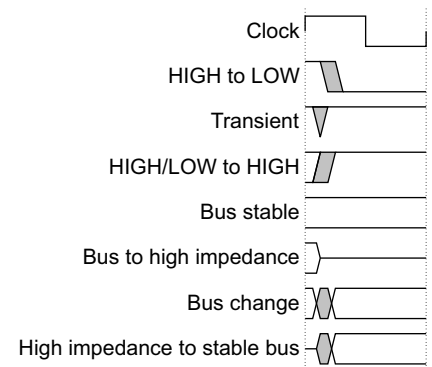 Clock
HIGH to LOW
Transient
HIGH/LOW to HIGH
Bus stable
Bus to high impedance
Bus change
High impedance to stable bus